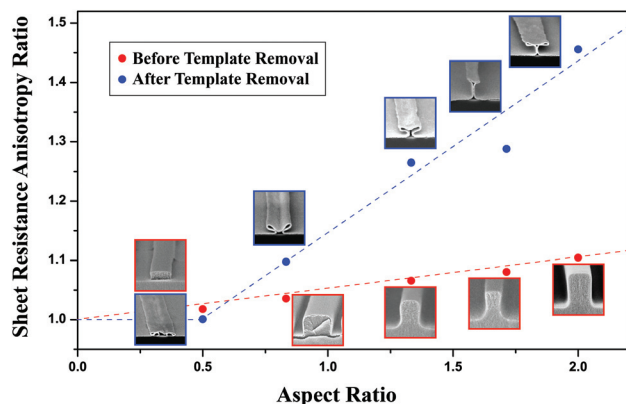 Sheet Resistance Anisotropy Ratio
1.5
1.4
1.3
1.2
1.1
1.0
Before Template Removal
After Template Removal
0.0
0.5
1.0
1.5
2.0
Aspect Ratio